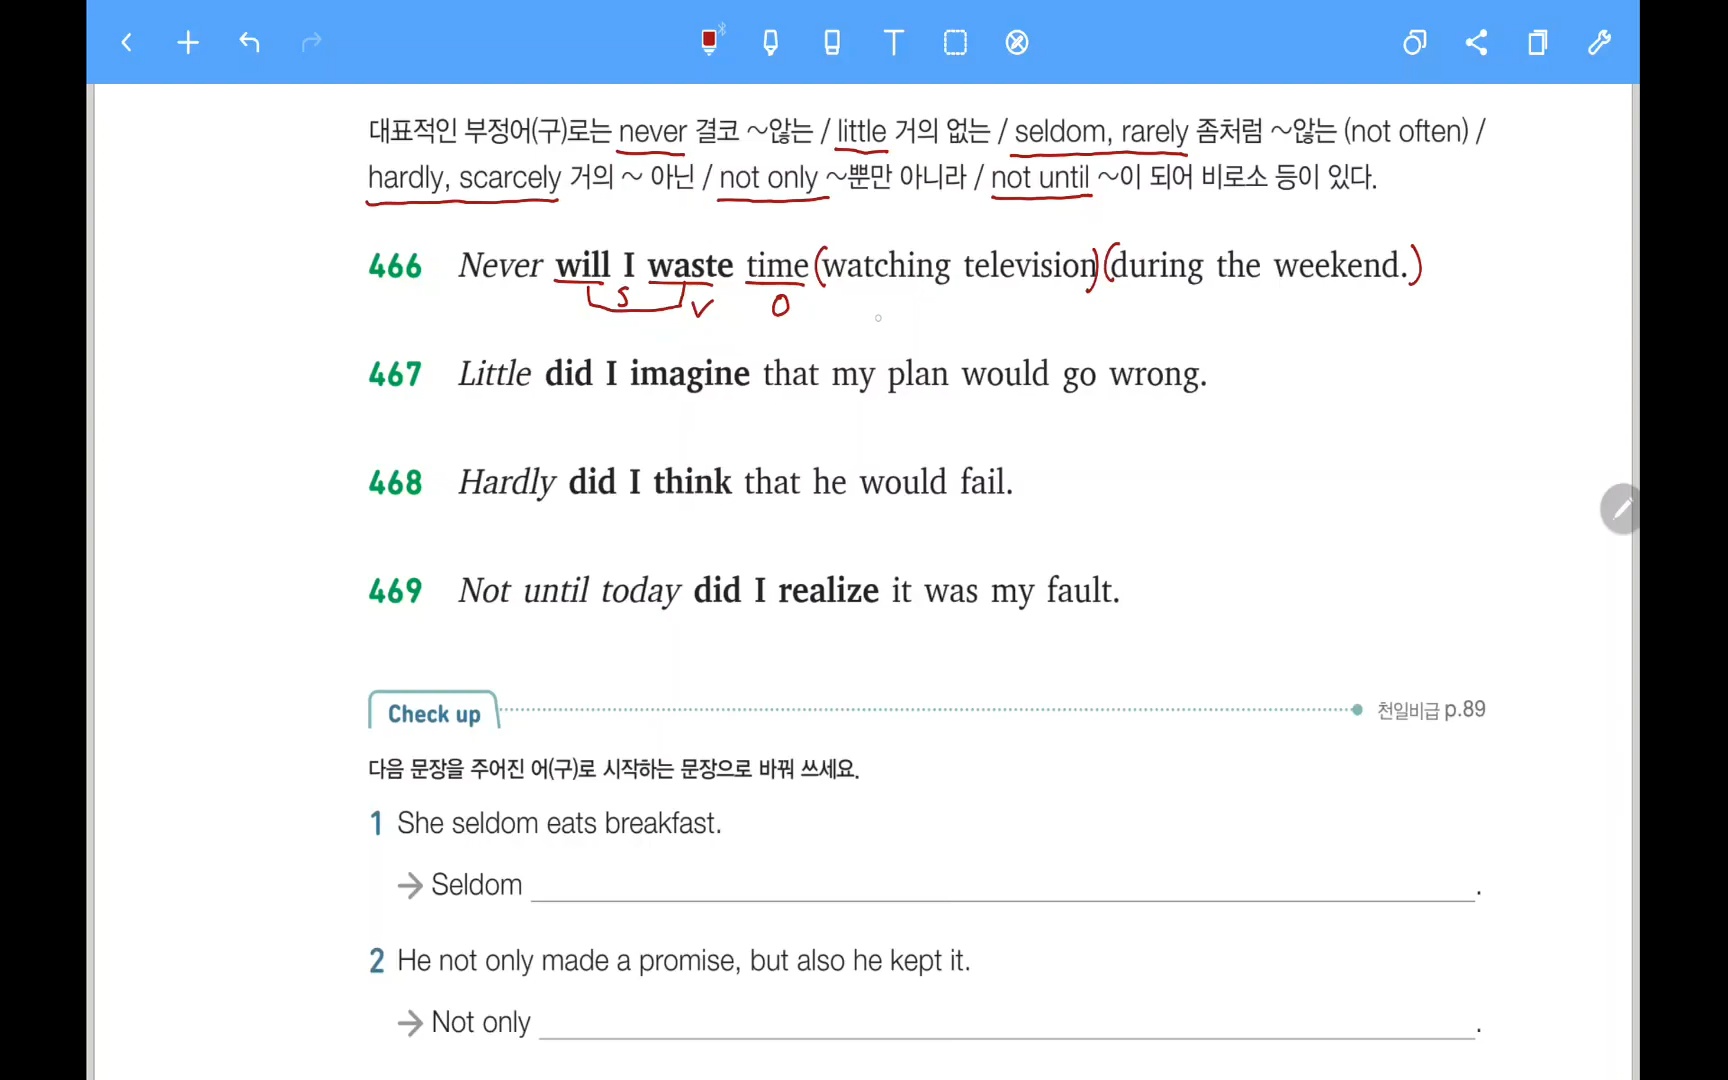 대표적인 부정어(구)로는 never 결코 ~않는 / little 거의 없는 / seldom, rarely 좀처럼 ~않는 (not often) /
hardly, scarcely 거의 ~ 아닌 / not only ~뿐만 아니라 / not until ~이 되어 비로소 등이 있다.
466 Never will I waste time (watching television) (during the weekend.)
S V O
467 Little did I imagine that my plan would go wrong.
468 Hardly did I think that he would fail.
469 Not until today did I realize it was my fault.
Check up 천일비급 p.89
다음 문장을 주어진 어(구)로 시작하는 문장으로 바꿔 쓰세요.
1 She seldom eats breakfast.
→ Seldom .
2 He not only made a promise, but also he kept it.
→ Not only .